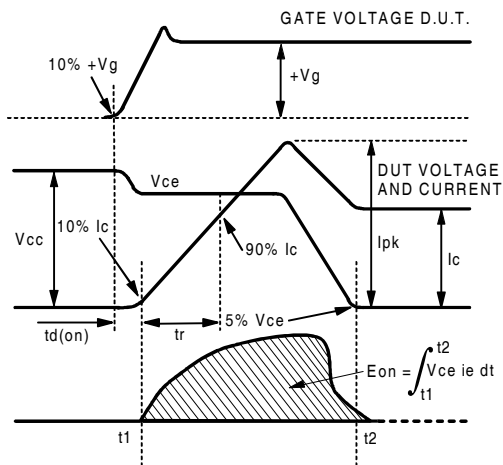 GATE VOLTAGE D.U.T.
10% +Vg
+Vg
Vce
DUT VOLTAGE
AND CURRENT
10% Ic
Vcc
90% Ic
Ipk
Ic
td(on)
tr
5% Vce
Eon = ∫ Vce ie dt
t2
t1
t1
t2